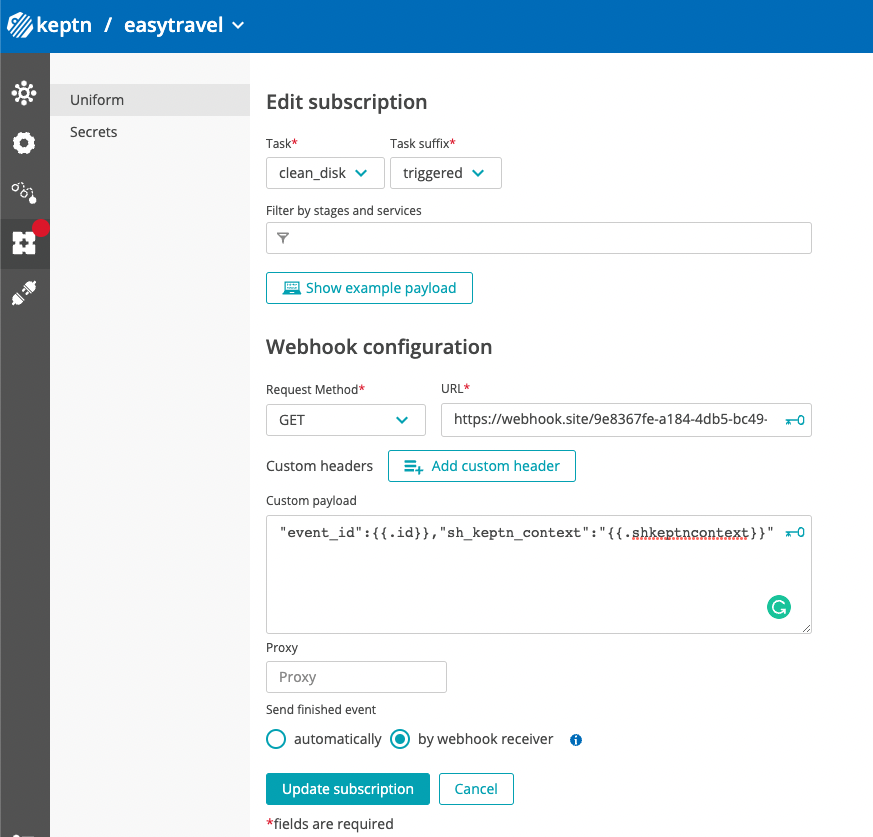 keptn / easytravel
Uniform
Secrets
Edit subscription
Task* Task suffix*
clean_disk triggered
Filter by stages and services
Show example payload
Webhook configuration
Request Method* URL*
GET https://webhook.site/9e8367fe-a184-4db5-bc49-
Custom headers Add custom header
Custom payload
"event_id":{{.id}},"sh_keptn_context":"{{.shkeptncontext}}"
Proxy
Proxy
Send finished event
automatically by webhook receiver
Update subscription Cancel
*fields are required